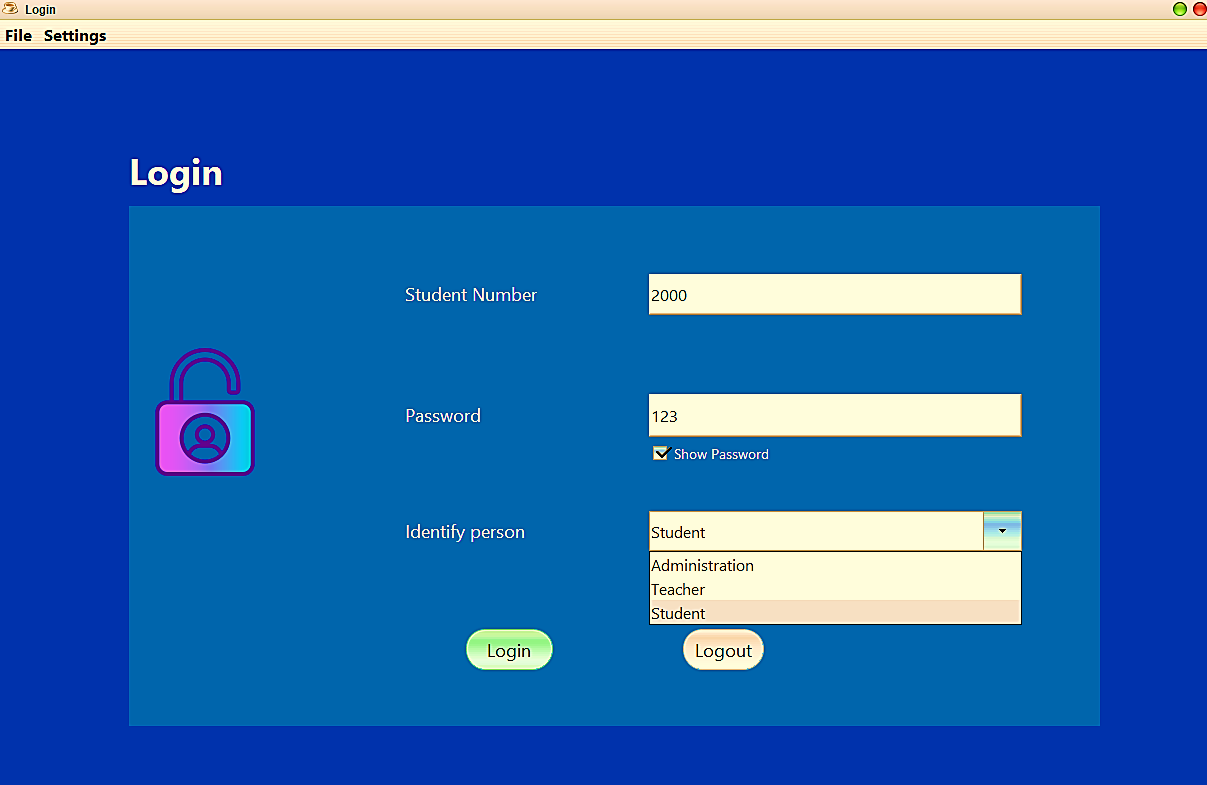 Login
File Settings
Login
Student Number 2000
Password 123
Show Password
Identify person Student
Administration
Teacher
Student
Login Logout